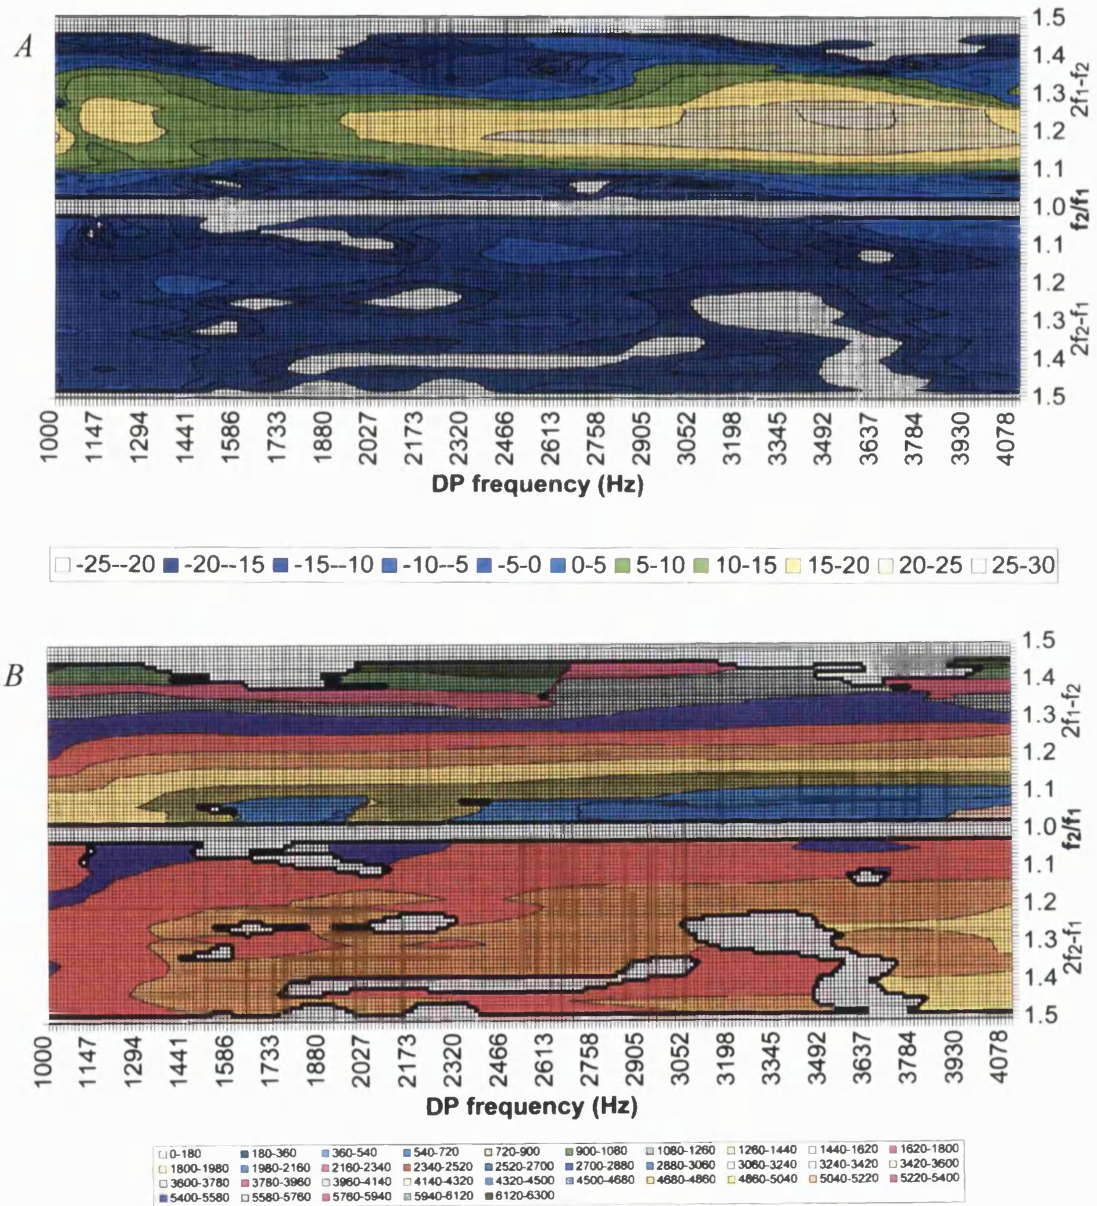 A
1.5
1.4
1.3
1.2
1.1
1.0
1.1
1.2
1.3
1.4
1.5
2f1-f2
f2/f1
2f2-f1
1000 1147 1294 1441 1586 1733 1880 2027 2173 2320 2466 2613 2758 2905 3052 3198 3345 3492 3637 3784 3930 4078
DP frequency (Hz)
-25--20 -20--15 -15--10 -10--5 -5-0 0-5 5-10 10-15 15-20 20-25 25-30
B
1.5
1.4
1.3
1.2
1.1
1.0
1.1
1.2
1.3
1.4
1.5
2f1-f2
f2/f1
2f2-f1
1000 1147 1294 1441 1586 1733 1880 2027 2173 2320 2466 2613 2758 2905 3052 3198 3345 3492 3637 3784 3930 4078
DP frequency (Hz)
0-180 180-360 360-540 540-720 720-900 900-1080 1080-1260 1260-1440 1440-1620 1620-1800
1800-1980 1980-2160 2160-2340 2340-2520 2520-2700 2700-2880 2880-3060 3060-3240 3240-3420 3420-3600
3600-3780 3780-3960 3960-4140 4140-4320 4320-4500 4500-4680 4680-4860 4860-5040 5040-5220 5220-5400
5400-5580 5580-5760 5760-5940 5940-6120 6120-6300